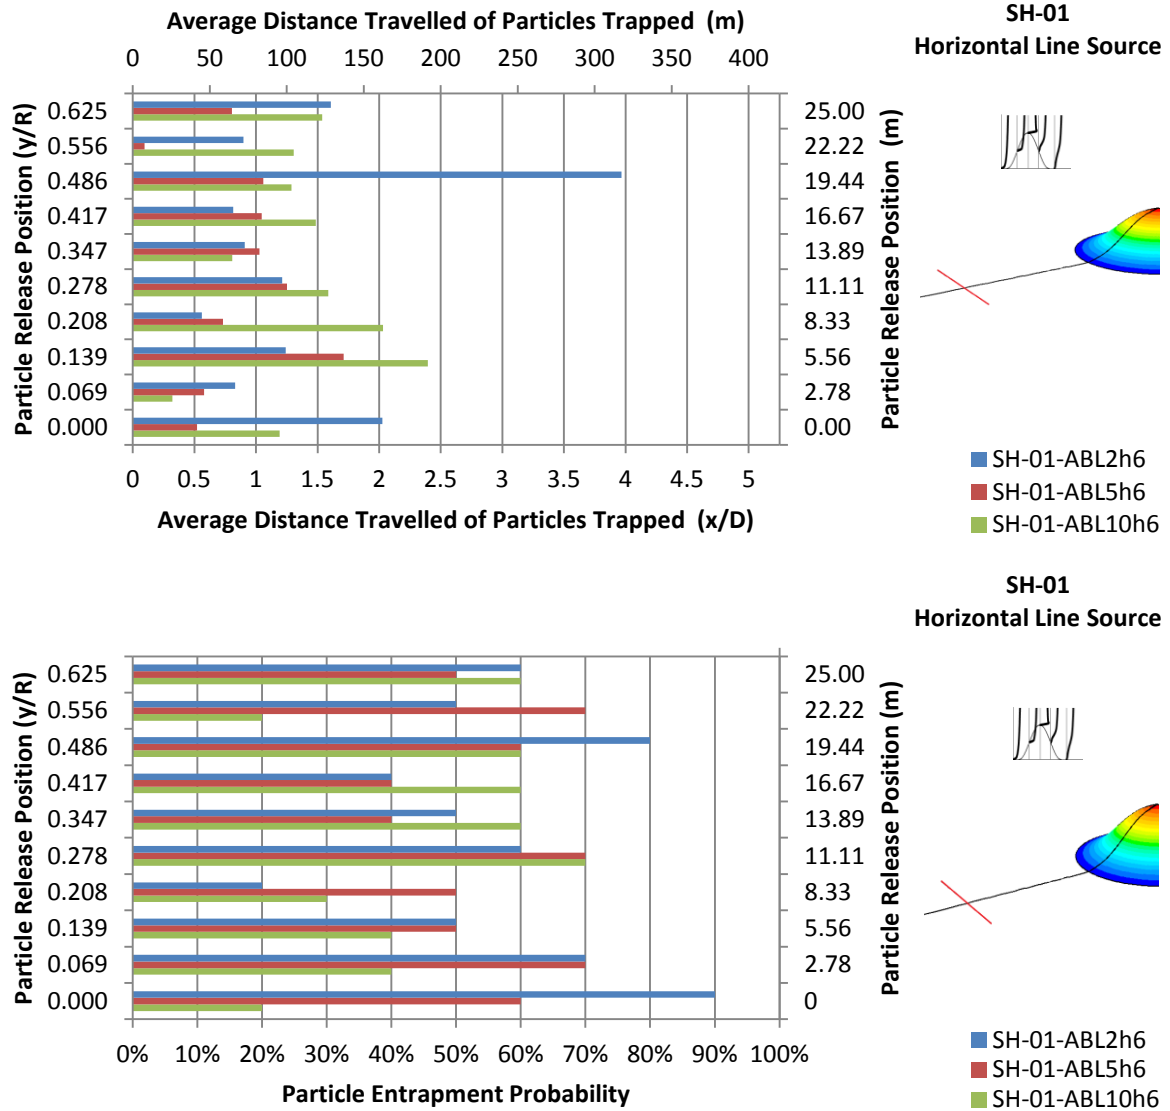 Average Distance Travelled of Particles Trapped (m)
0 50 100 150 200 250 300 350 400
Particle Release Position (y/R)
0.625
0.556
0.486
0.417
0.347
0.278
0.208
0.139
0.069
0.000
25.00
22.22
19.44
16.67
13.89
11.11
8.33
5.56
2.78
0.00
Particle Release Position (m)
0 0.5 1 1.5 2 2.5 3 3.5 4 4.5 5
Average Distance Travelled of Particles Trapped (x/D)
SH-01
Horizontal Line Source
SH-01-ABL2h6
SH-01-ABL5h6
SH-01-ABL10h6
Particle Release Position (y/R)
0.625
0.556
0.486
0.417
0.347
0.278
0.208
0.139
0.069
0.000
25.00
22.22
19.44
16.67
13.89
11.11
8.33
5.56
2.78
0
Particle Release Position (m)
0% 10% 20% 30% 40% 50% 60% 70% 80% 90% 100%
Particle Entrapment Probability
SH-01
Horizontal Line Source
SH-01-ABL2h6
SH-01-ABL5h6
SH-01-ABL10h6